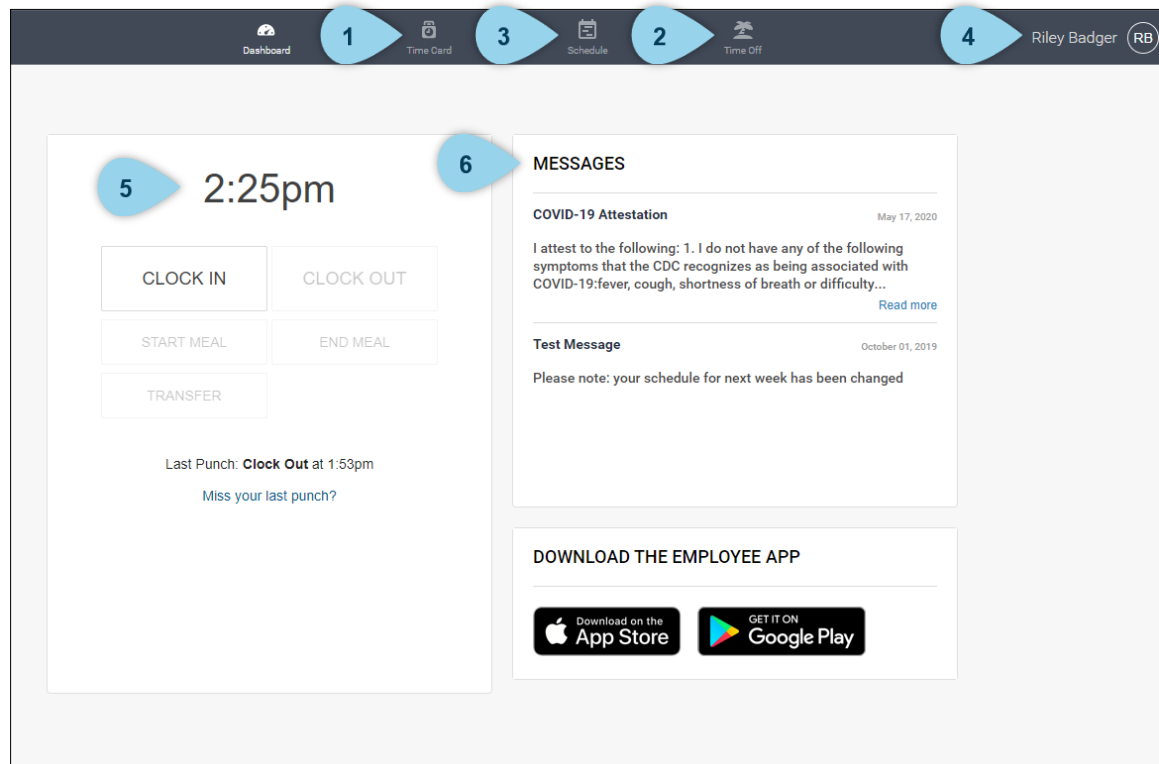 Dashboard
1
Time Card
3
Schedule
2
Time Off
4
Riley Badger
RB
5
2:25pm
CLOCK IN
CLOCK OUT
START MEAL
END MEAL
TRANSFER
Last Punch: Clock Out at 1:53pm
Miss your last punch?
6
MESSAGES
COVID-19 Attestation
May 17, 2020
I attest to the following: 1. I do not have any of the following
symptoms that the CDC recognizes as being associated with
COVID-19:fever, cough, shortness of breath or difficulty...
Read more
Test Message
October 01, 2019
Please note: your schedule for next week has been changed
DOWNLOAD THE EMPLOYEE APP
Download on the
App Store
GET IT ON
Google Play